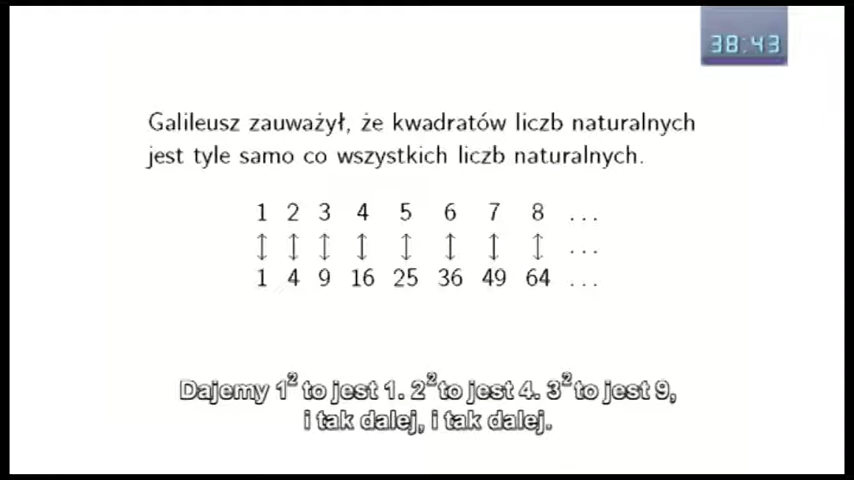 38:43
Galileusz zauważył, że kwadratów liczb naturalnych
jest tyle samo co wszystkich liczb naturalnych.
1 2 3 4 5 6 7 8 ...
↕ ↕ ↕ ↕ ↕ ↕ ↕ ↕ ...
1 4 9 16 25 36 49 64 ...
Dajemy 1² to jest 1. 2² to jest 4. 3² to jest 9,
i tak dalej, i tak dalej.